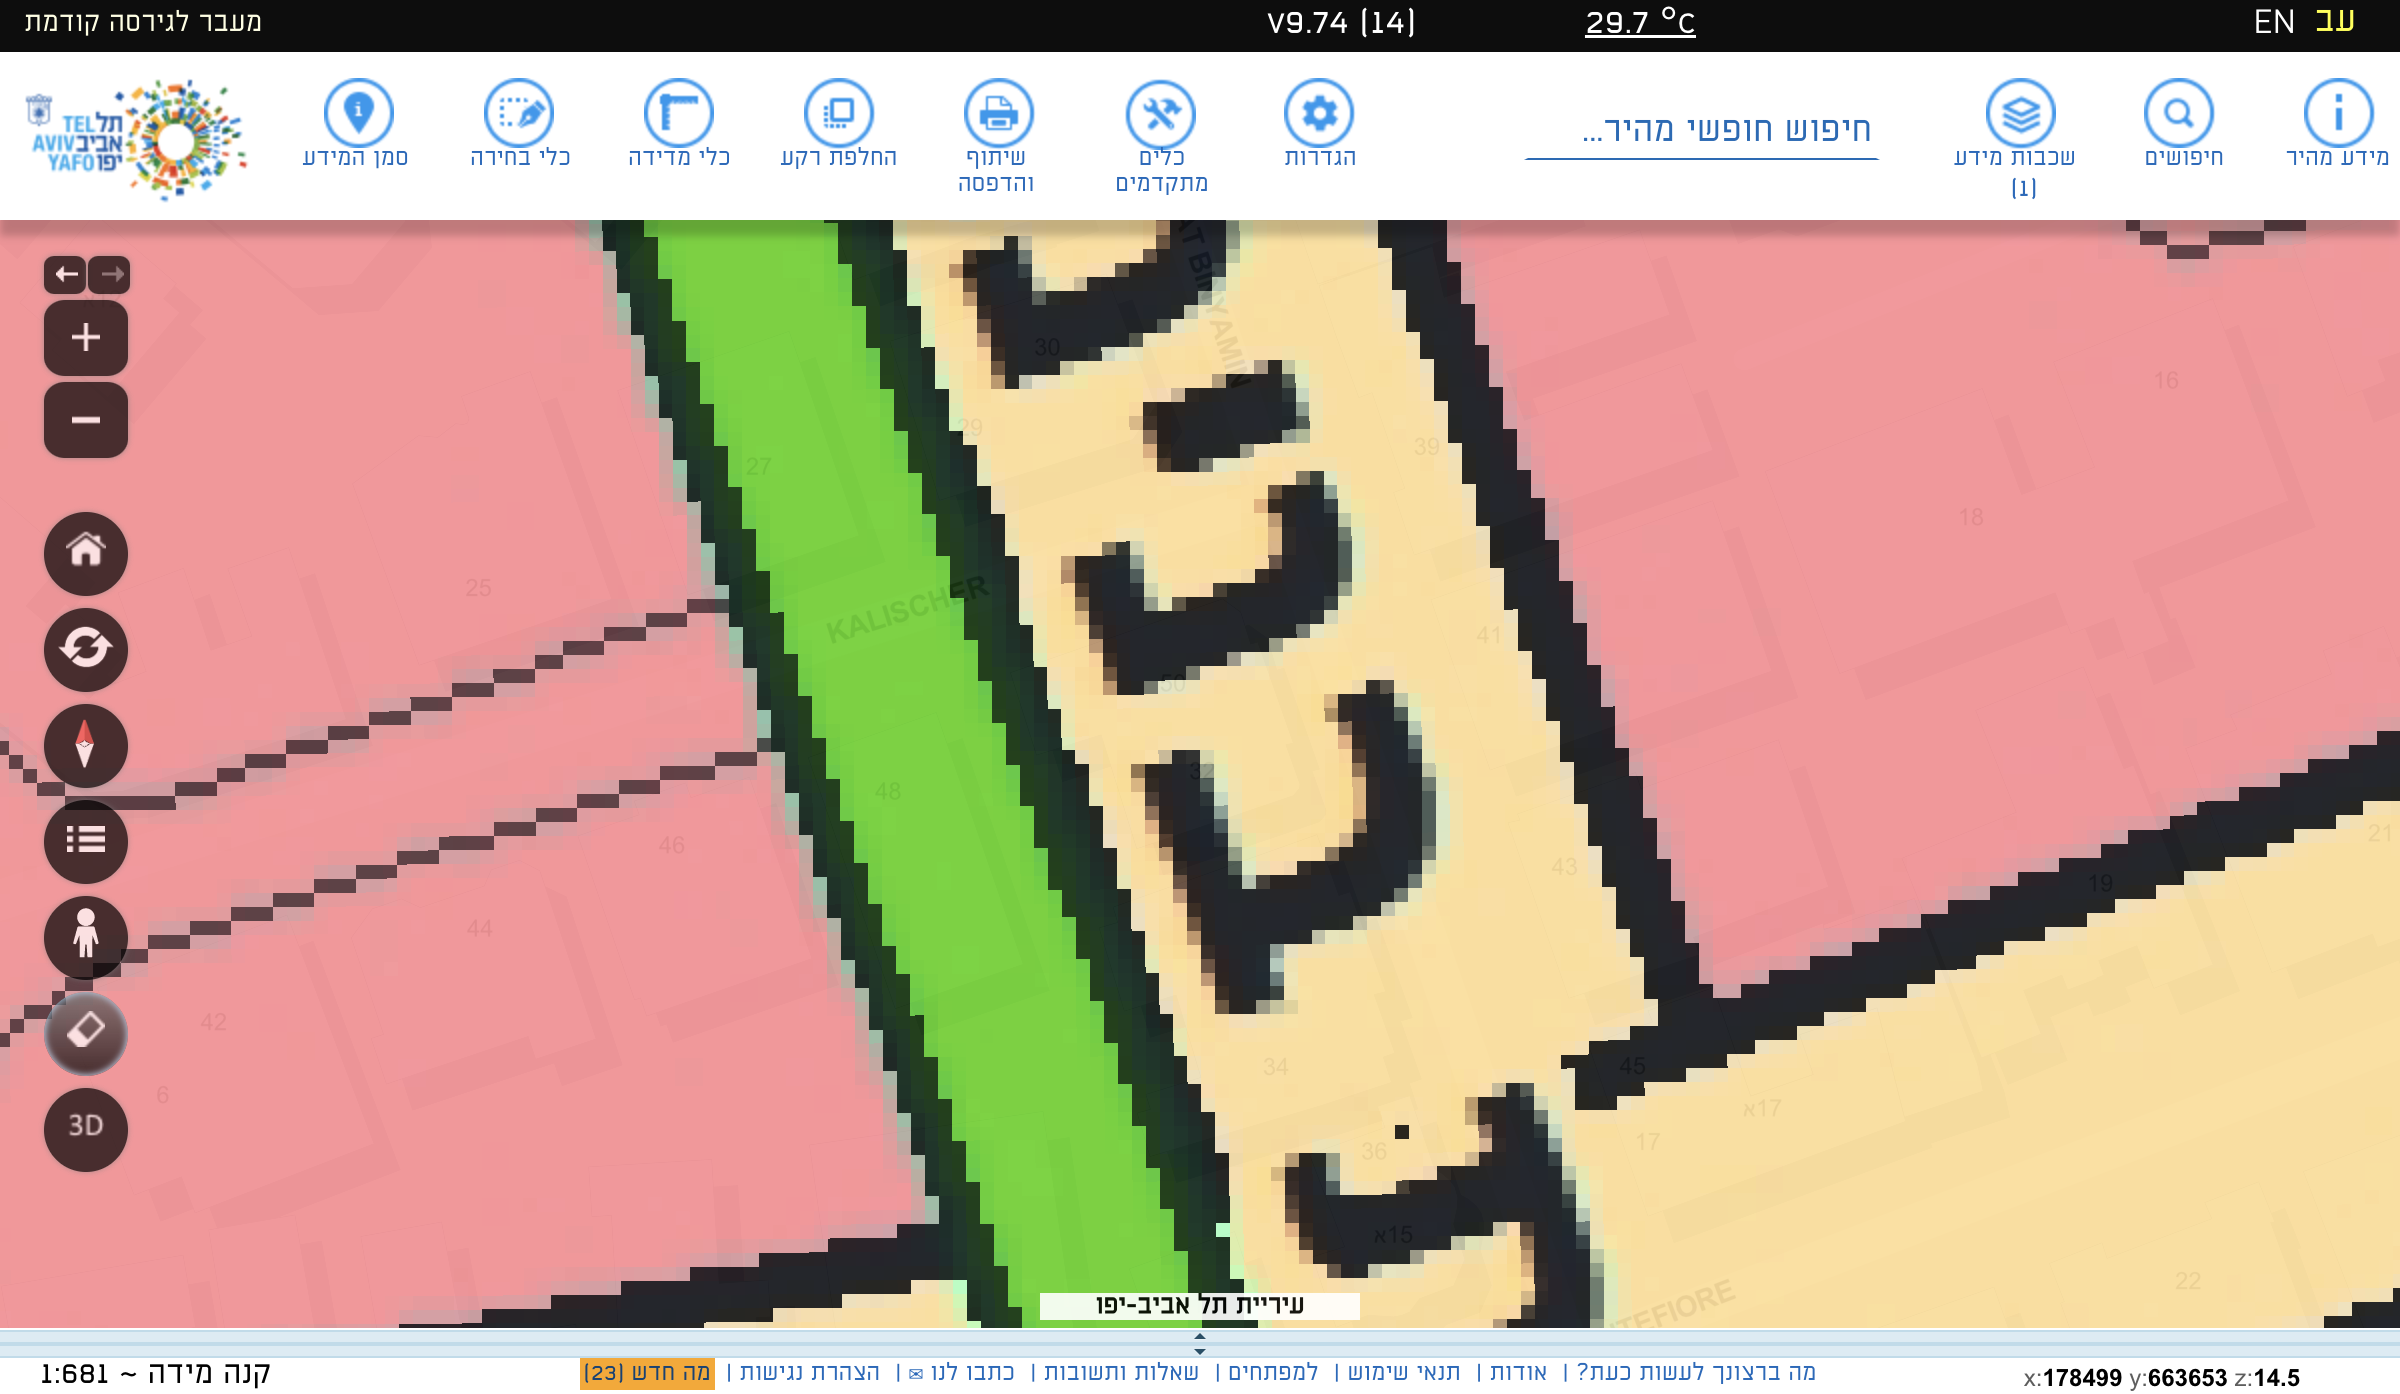 עב EN
29.7 °C
V9.74 (14)
מעבר לגירסה קודמת
מידע מהיר
חיפושים
שכבות מידע
(1)
חיפוש חופשי מהיר...
הגדרות
כלים
מתקדמים
שיתוף
והדפסה
החלפת רקע
כלי מדידה
כלי בחירה
סמן המידע
תל TEL
אביב AVIV
יפו YAFO
30
29
39
16
27
18
25
KALISCHER
41
50
32
48
46
43
21
19
44
42
34
45
6
17א
17
36
15א
22
3D
עיריית תל אביב-יפו
x:178499 y:663653 z:14.5
מה ברצונך לעשות כעת? | אודות | תנאי שימוש | למפתחים | שאלות ותשובות | כתבו לנו ✉ | הצהרת נגישות | מה חדש (23)
קנה מידה ~ 1:681